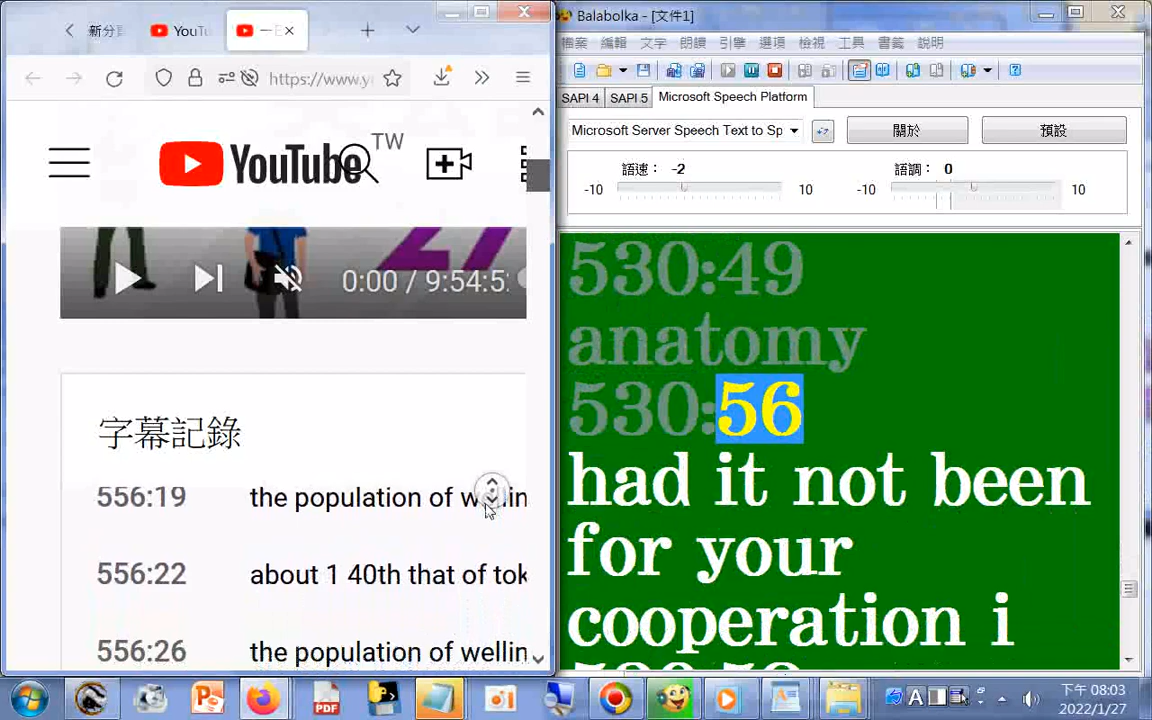 新分
YouTu
一 E
Balabolka - [文件1]
檔案 編輯 文字 朗讀 引擎 選項 檢視 工具 書籤 說明
https://www.y
SAPI 4 SAPI 5 Microsoft Speech Platform
TW
YouTube
Microsoft Server Speech Text to Sp
關於
預設
語速: -2
-10
10
語調: 0
-10
10
27
0:00 / 9:54:5
字幕記錄
556:19 the population of wellin
556:22 about 1 40th that of tok
556:26 the population of wellin
530:49
anatomy
530:56
had it not been
for your
cooperation i
530:58
PDF
A
下午 08:03
2022/1/27